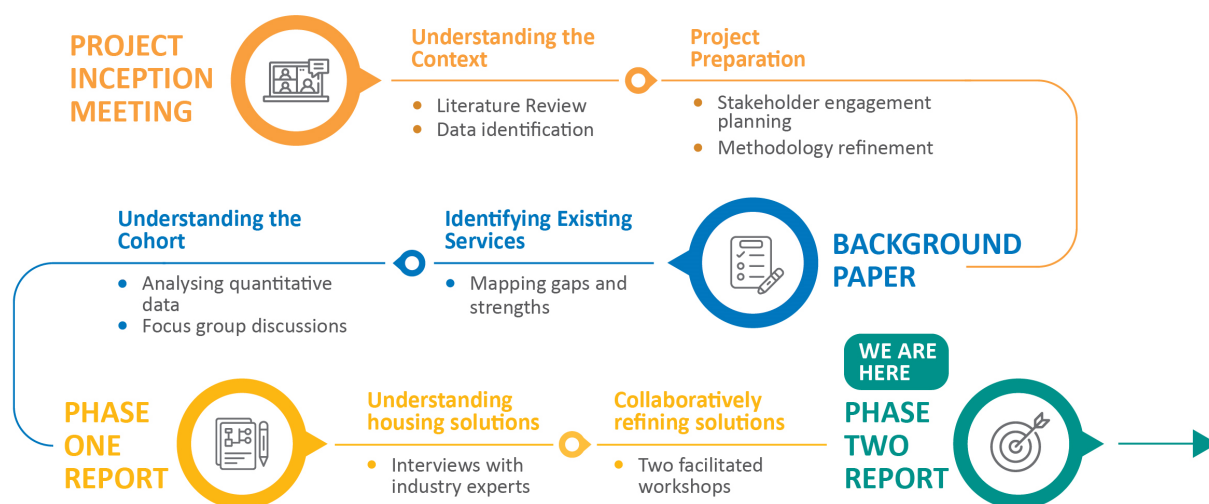 PROJECT
INCEPTION
MEETING
Understanding the
Context
Literature Review
Data identification
Project
Preparation
Stakeholder engagement
planning
Methodology refinement
BACKGROUND
PAPER
Identifying Existing
Services
Mapping gaps and
strengths
Understanding the
Cohort
Analysing quantitative
data
Focus group discussions
PHASE
ONE
REPORT
Understanding
housing solutions
Interviews with
industry experts
Collaboratively
refining solutions
Two facilitated
workshops
WE ARE
HERE
PHASE
TWO
REPORT